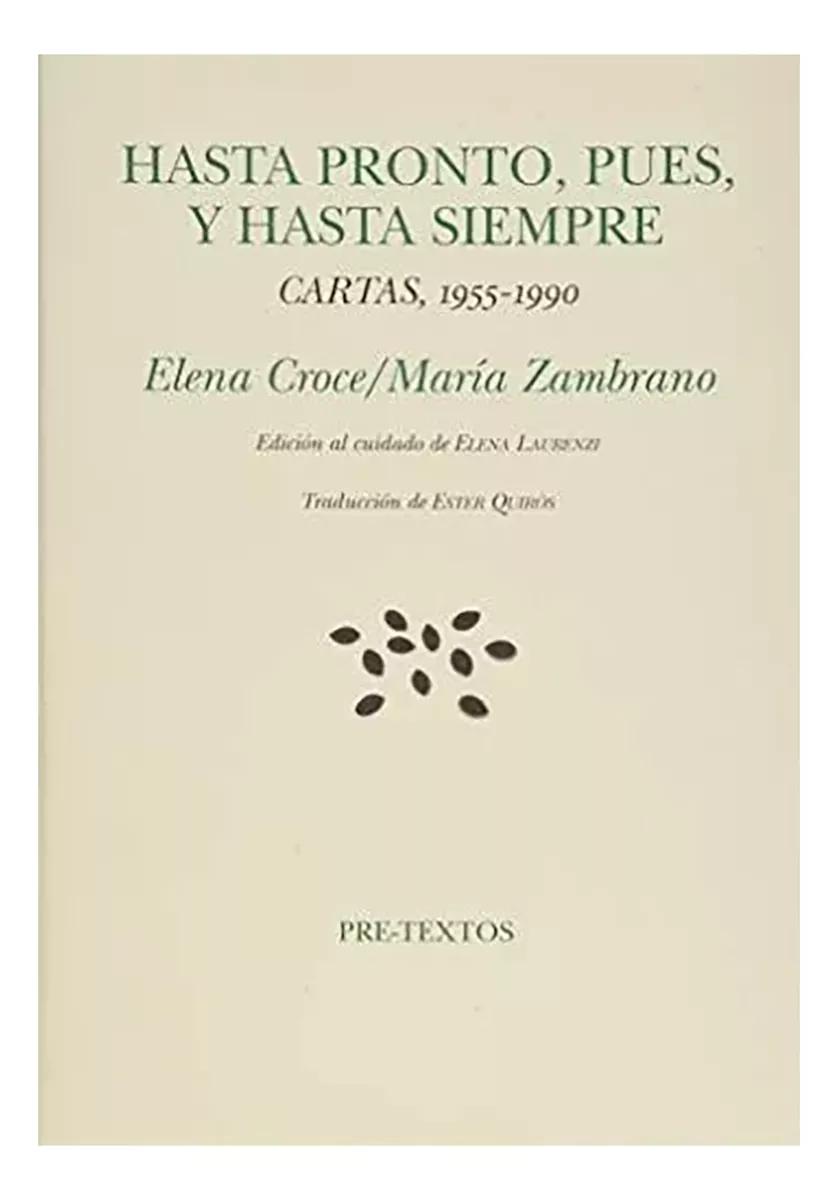 HASTA PRONTO, PUES,
Y HASTA SIEMPRE
CARTAS, 1955-1990
Elena Croce/María Zambrano
Edición al cuidado de ELENA LAURENZI
Traducción de ESTER QUIRÓS
PRE-TEXTOS